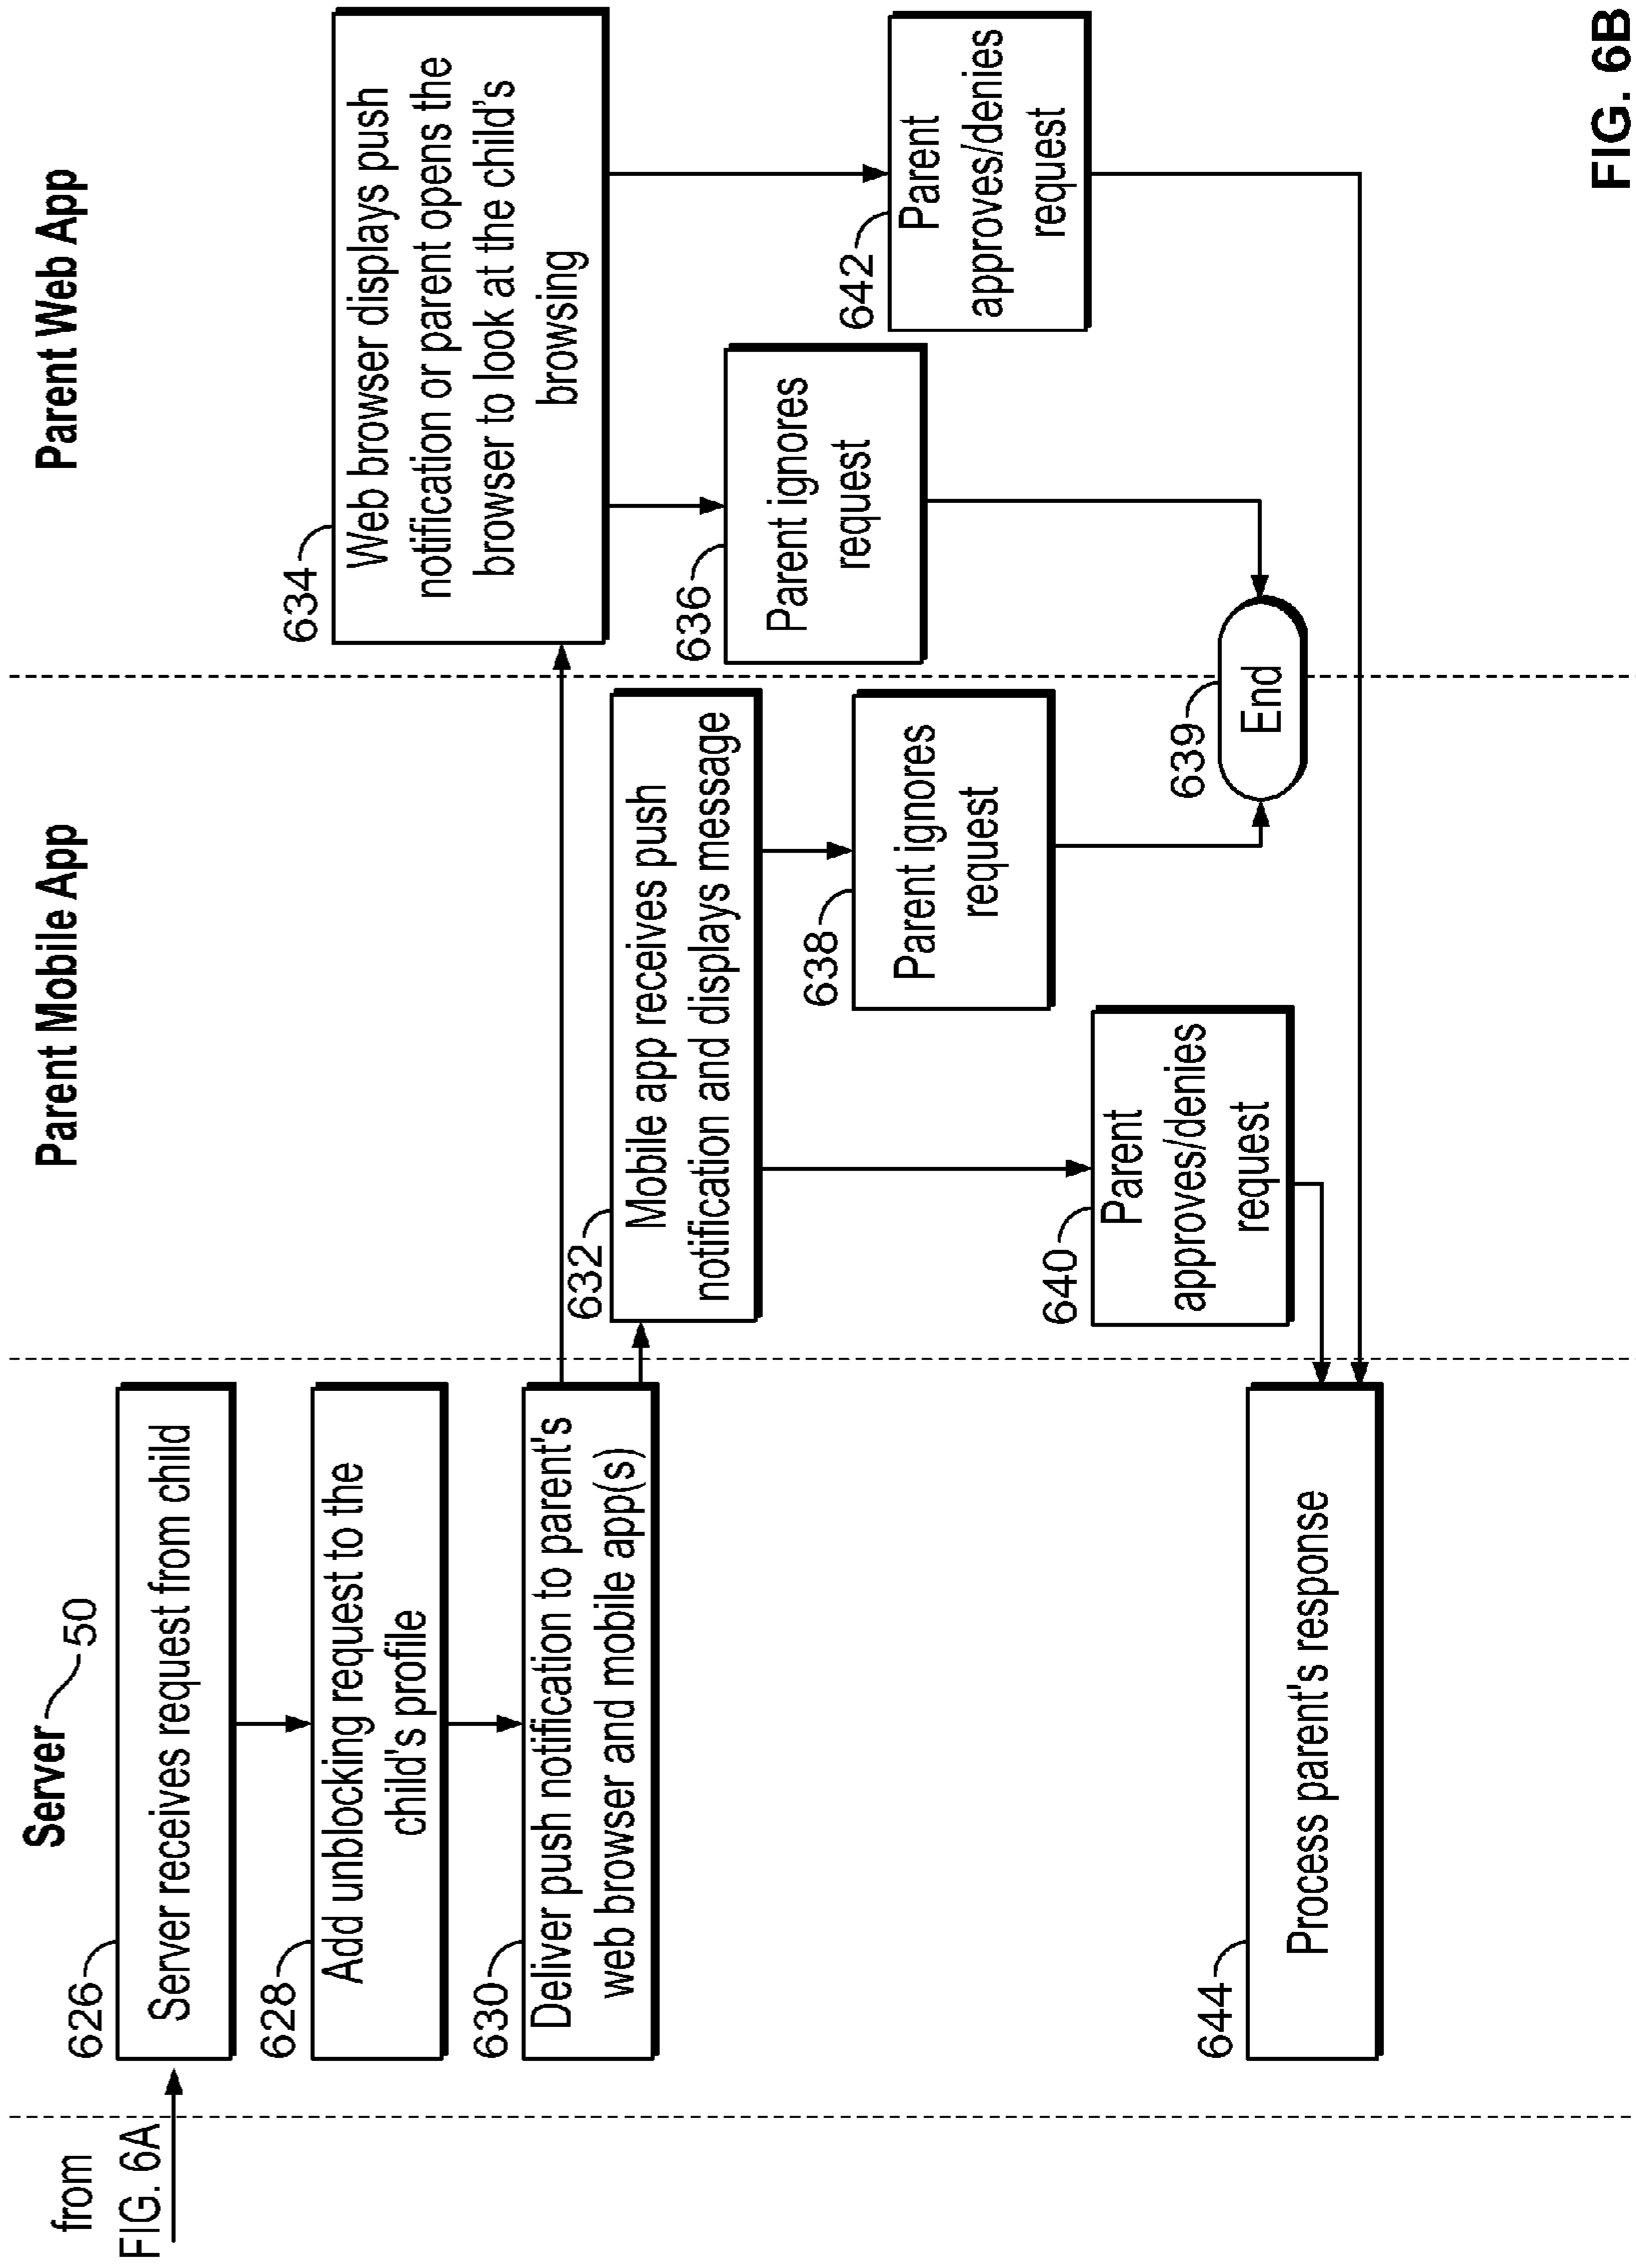 from
FIG. 6A
Server 50
626
Server receives request from child
628
Add unblocking request to the
child's profile
630
Deliver push notification to parent's
web browser and mobile app(s)
644
Process parent's response
Parent Mobile App
632
Mobile app receives push
notification and displays message
638
Parent ignores
request
640
Parent
approves/denies
request
639
End
Parent Web App
634
Web browser displays push
notification or parent opens the
browser to look at the child's
browsing
636
Parent ignores
request
642
Parent
approves/denies
request
FIG. 6B